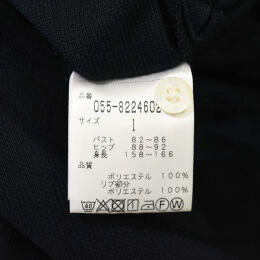 品番
055-8224602
サイズ
1
バスト 82~86
ヒップ 88~92
身長 158~166
品質
ポリエステル 100%
リブ部分
ポリエステル 100%
40
F W